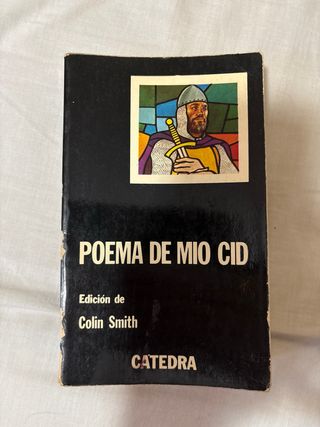 POEMA DE MIO CID
Edición de
Colin Smith
CATEDRA